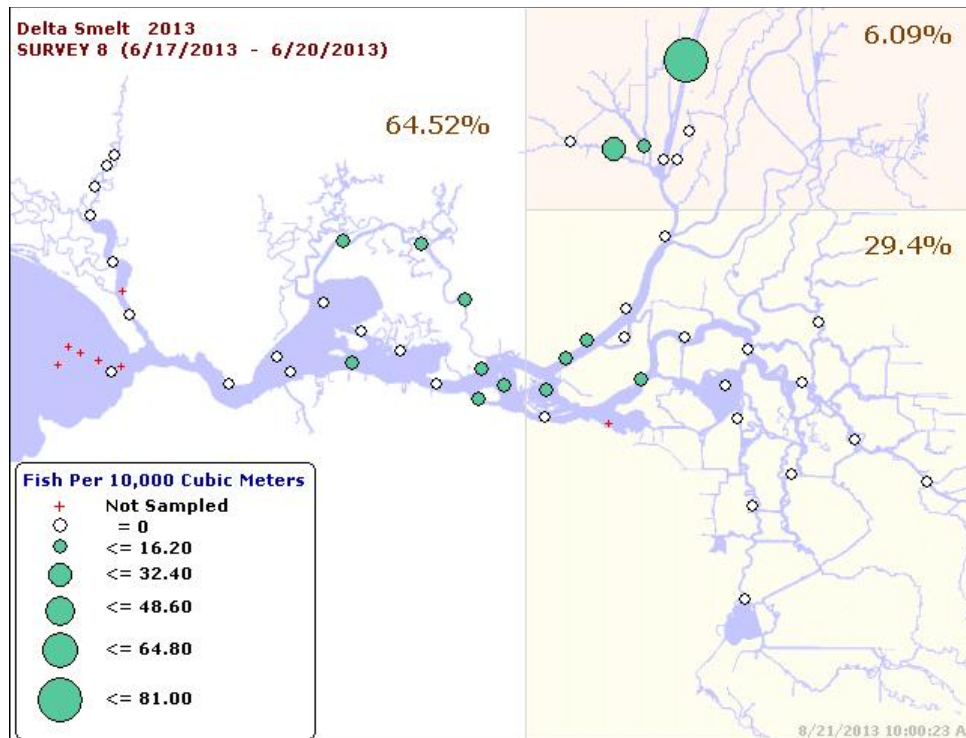 Delta Smelt 2013
SURVEY 8 (6/17/2013 - 6/20/2013)
6.09%
64.52%
29.4%
Fish Per 10,000 Cubic Meters
+ Not Sampled
= 0
<= 16.20
<= 32.40
<= 48.60
<= 64.80
<= 81.00
8/21/2013 10:00:23 A